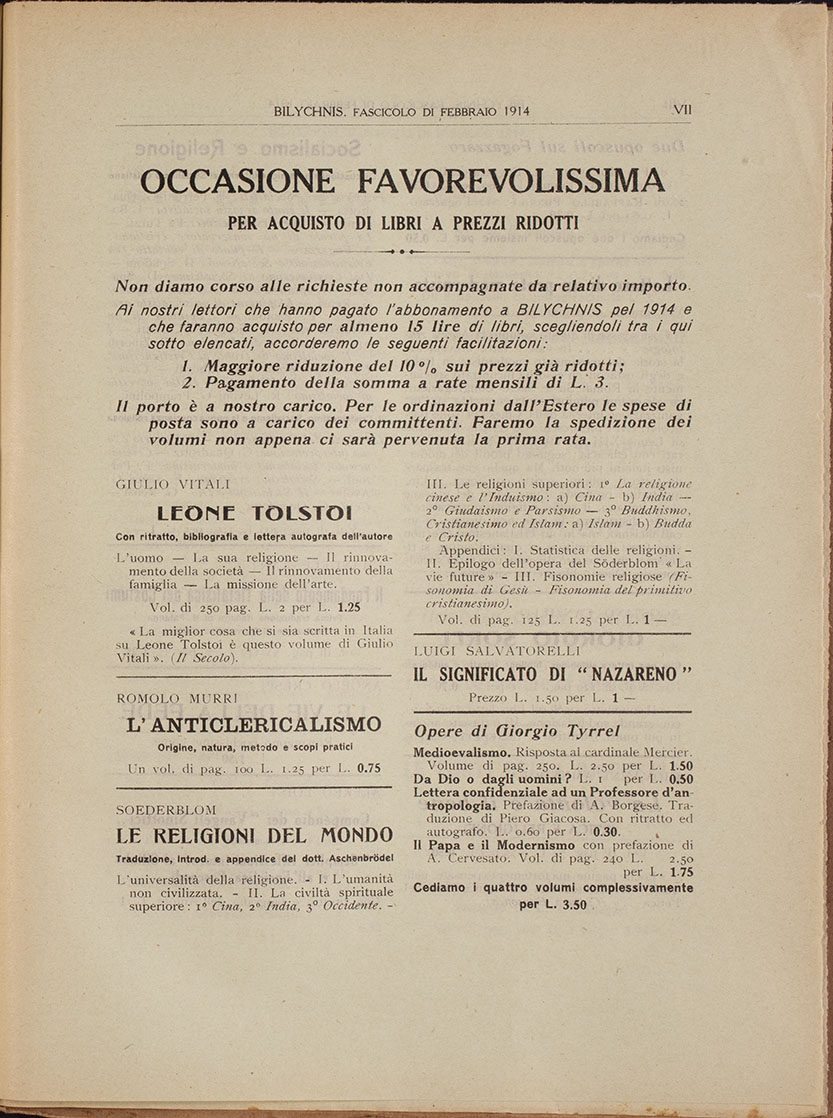 BILYCHNIS. FASCICOLO DI FEBBRAIO 1914 VII
OCCASIONE FAVOREVOLISSIMA
PER ACQUISTO DI LIBRI A PREZZI RIDOTTI
Non diamo corso alle richieste non accompagnate da relativo importo.
Ai nostri lettori che hanno pagato l'abbonamento a BILYCHNIS pel 1914 e
che faranno acquisto per almeno 15 lire di libri, scegliendoli tra i qui
sotto elencati, accorderemo le seguenti facilitazioni:
1. Maggiore riduzione del 10 % sui prezzi già ridotti;
2. Pagamento della somma a rate mensili di L. 3.
Il porto è a nostro carico. Per le ordinazioni dall'Estero le spese di
posta sono a carico dei committenti. Faremo la spedizione dei
volumi non appena ci sarà pervenuta la prima rata.
GIULIO VITALI
LEONE TOLSTOI
Con ritratto, bibliografia e lettera autografa dell'autore
L'uomo — La sua religione — Il rinnova-
mento della società — Il rinnovamento della
famiglia — La missione dell'arte.
Vol. di 250 pag. L. 2 per L. 1.25
« La miglior cosa che si sia scritta in Italia
su Leone Tolstoi è questo volume di Giulio
Vitali ». (Il Secolo).
ROMOLO MURRI
L'ANTICLERICALISMO
Origine, natura, metodo e scopi pratici
Un vol. di pag. 100 L. 1.25 per L. 0.75
SOEDERBLOM
LE RELIGIONI DEL MONDO
Traduzione, introd. e appendice del dott. Aschenbrödel
L'universalità della religione. - I. L'umanità
non civilizzata. - II. La civiltà spirituale
superiore: 1º Cina, 2º India, 3º Occidente. -
III. Le religioni superiori: 1º La religione
cinese e l'Induismo: a) Cina - b) India —
2º Giudaismo e Parsismo — 3º Buddhismo,
Cristianesimo ed Islam: a) Islam - b) Budda
e Cristo.
Appendici: I. Statistica delle religioni. -
II. Epilogo dell'opera del Söderblom « La
vie future » - III. Fisonomie religiose (Fi-
sonomia di Gesù - Fisonomia del primitivo
cristianesimo).
Vol. di pag. 125 L. 1.25 per L. 1 —
LUIGI SALVATORELLI
IL SIGNIFICATO DI “ NAZARENO ”
Prezzo L. 1.50 per L. 1 —
Opere di Giorgio Tyrrel
Medioevalismo. Risposta al cardinale Mercier.
Volume di pag. 250. L. 2.50 per L. 1.50
Da Dio o dagli uomini? L. 1 per L. 0.50
Lettera confidenziale ad un Professore d'an-
tropologia. Prefazione di A. Borgese. Tra-
duzione di Piero Giacosa. Con ritratto ed
autografo. L. 0.60 per L. 0.30.
Il Papa e il Modernismo con prefazione di
A. Cervesato. Vol. di pag. 240 L. 2.50
per L. 1.75
Cediamo i quattro volumi complessivamente
per L. 3.50